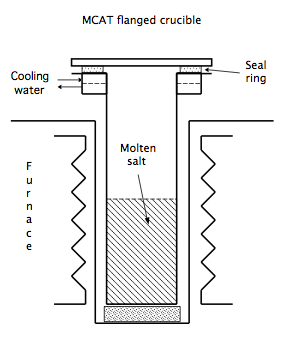 MCAT flanged crucible
Cooling
water
Seal
ring
Molten
salt
F
u
r
n
a
c
e